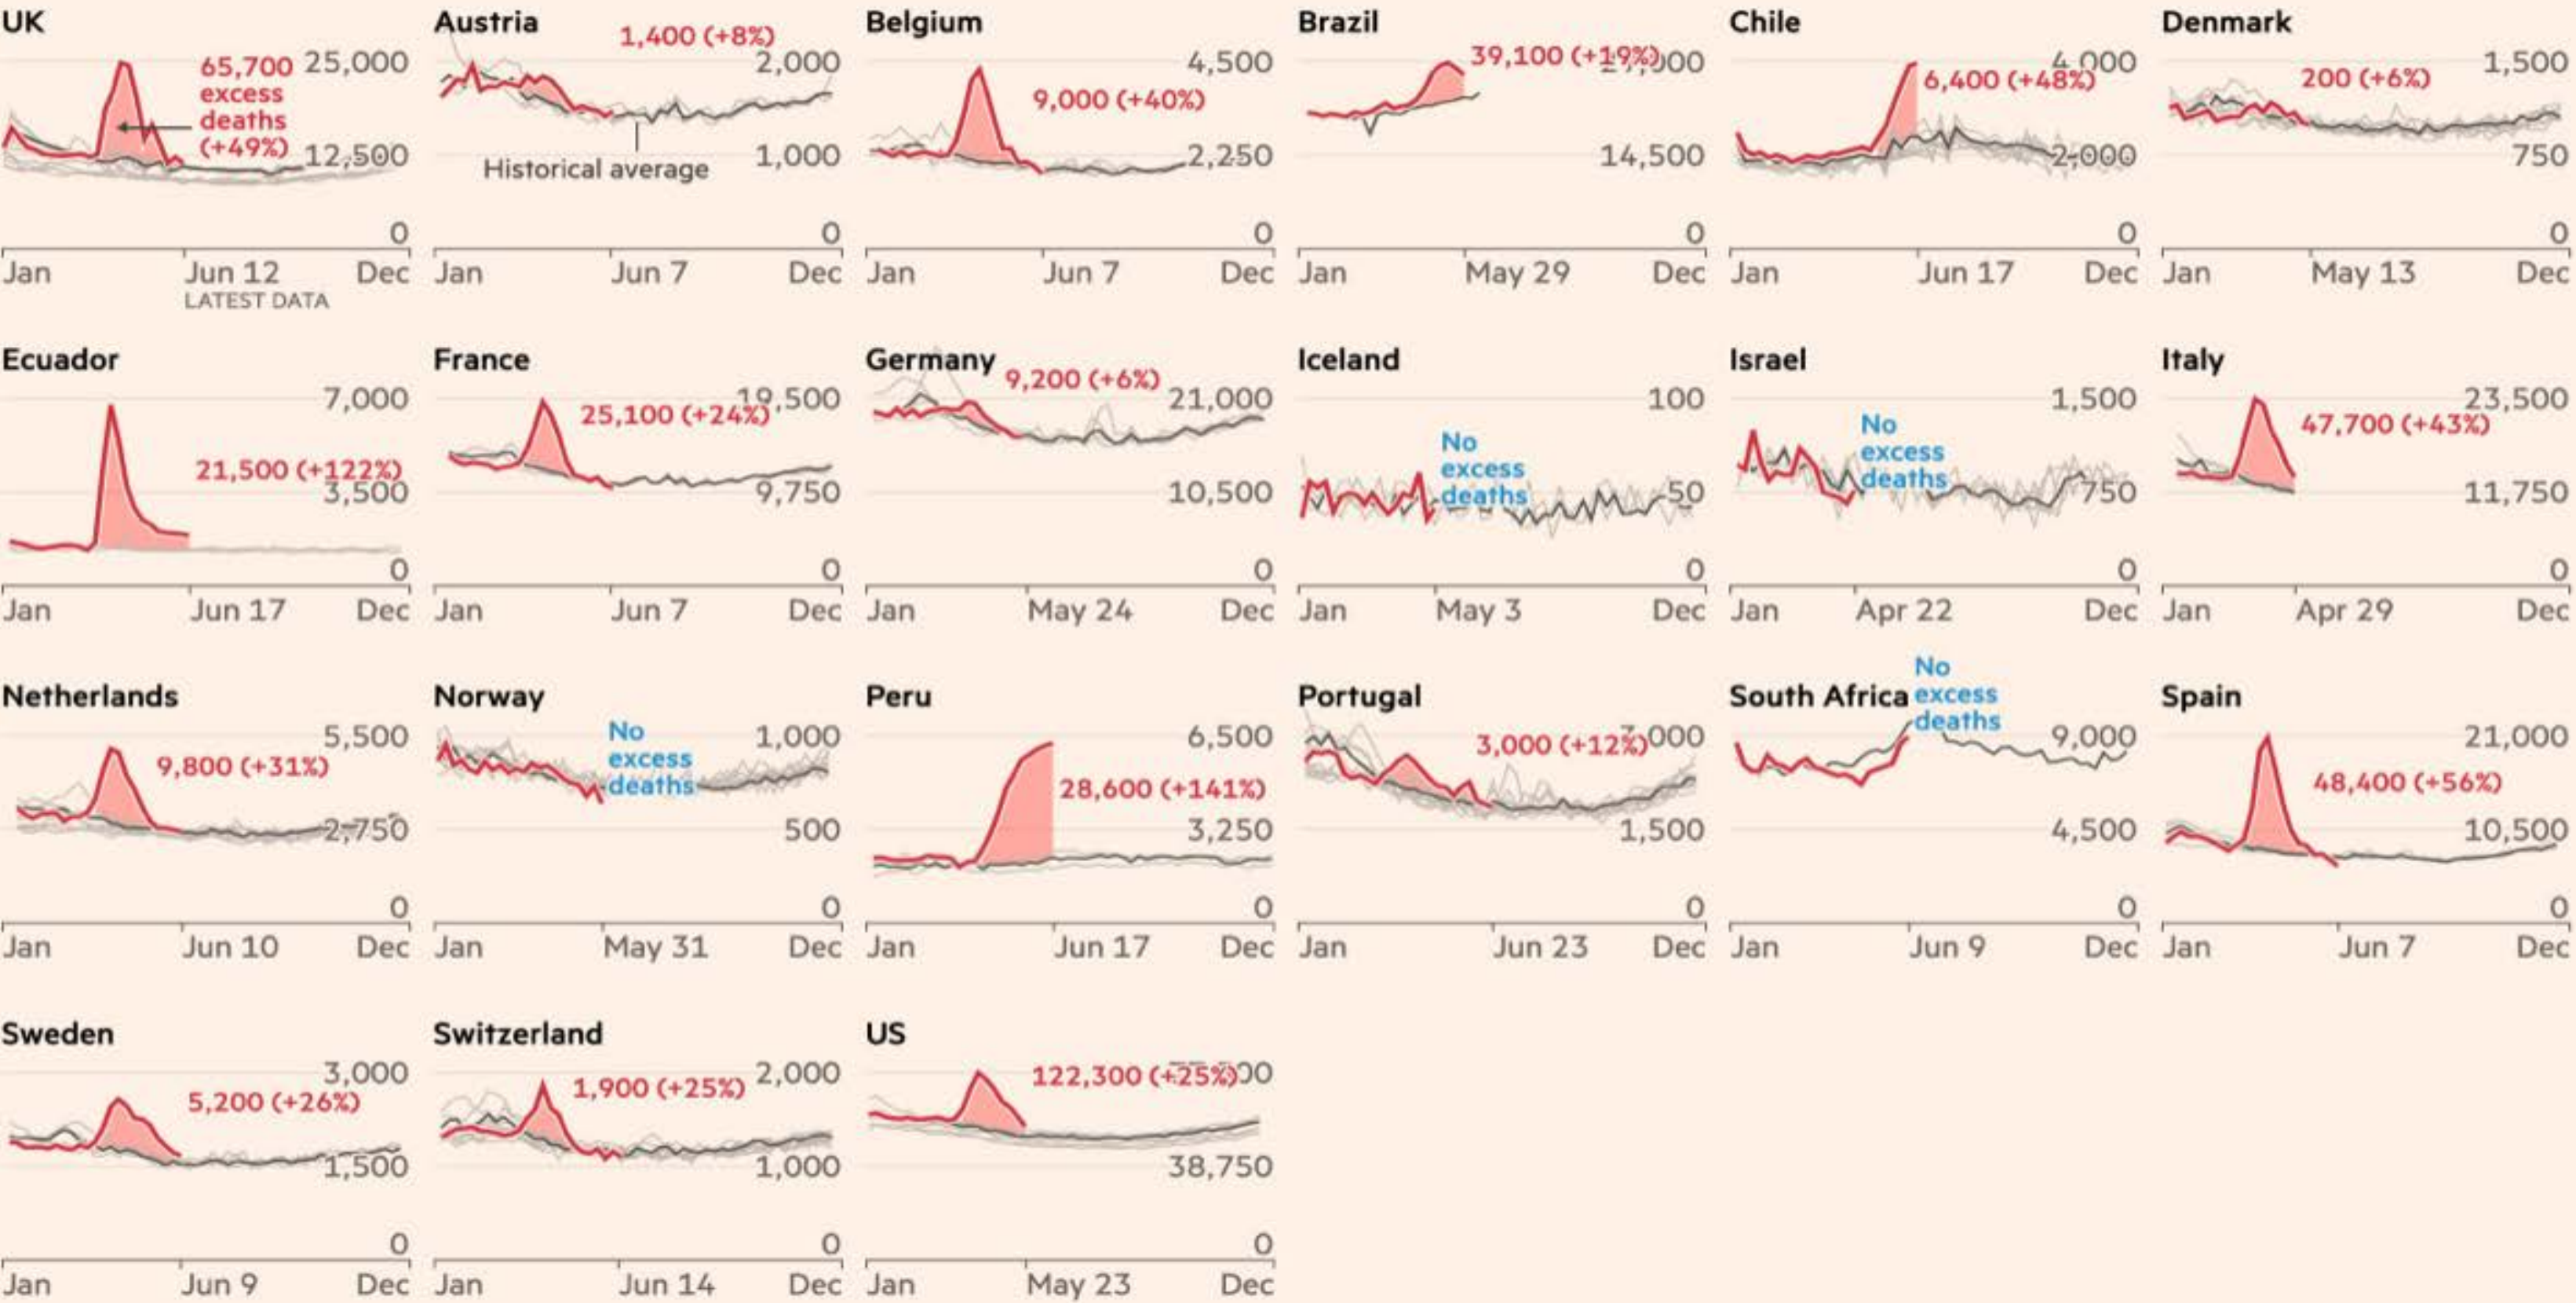 UK
65,700
excess
deaths
(+49%)
25,000
12,500
0
Jan
Jun 12
Dec
LATEST DATA
Austria
1,400 (+8%)
2,000
Historical average
1,000
0
Jan
Jun 7
Dec
Belgium
4,500
9,000 (+40%)
2,250
0
Jan
Jun 7
Dec
Brazil
39,100 (+19%)
14,500
0
Jan
May 29
Dec
Chile
4,000
6,400 (+48%)
2,000
0
Jan
Jun 17
Dec
Denmark
1,500
200 (+6%)
750
0
Jan
May 13
Dec
Ecuador
7,000
21,500 (+122%)
3,500
0
Jan
Jun 17
Dec
France
19,500
25,100 (+24%)
9,750
0
Jan
Jun 7
Dec
Germany
9,200 (+6%)
21,000
10,500
0
Jan
May 24
Dec
Iceland
100
No
excess
deaths
50
0
Jan
May 3
Dec
Israel
1,500
No
excess
deaths
750
0
Jan
Apr 22
Dec
Italy
23,500
47,700 (+43%)
11,750
0
Jan
Apr 29
Dec
Netherlands
5,500
9,800 (+31%)
2,750
0
Jan
Jun 10
Dec
Norway
No
excess
deaths
1,000
500
0
Jan
May 31
Dec
Peru
6,500
28,600 (+141%)
3,250
0
Jan
Jun 17
Dec
Portugal
3,000 (+12%)
1,500
0
Jan
Jun 23
Dec
South Africa
No
excess
deaths
9,000
4,500
0
Jan
Jun 9
Dec
Spain
21,000
48,400 (+56%)
10,500
0
Jan
Jun 7
Dec
Sweden
3,000
5,200 (+26%)
1,500
0
Jan
Jun 9
Dec
Switzerland
2,000
1,900 (+25%)
1,000
0
Jan
Jun 14
Dec
US
122,300 (+25%)
38,750
0
Jan
May 23
Dec